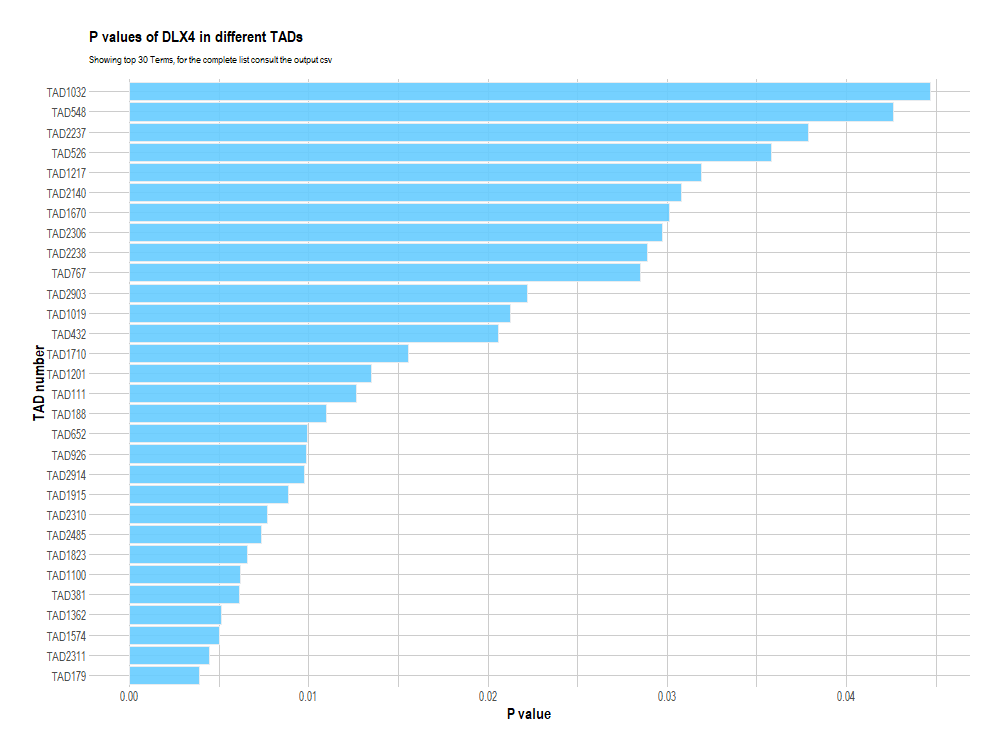 P values of DLX4 in different TADs
Showing top 30 Terms, for the complete list consult the output csv
TAD1032
TAD548
TAD2237
TAD526
TAD1217
TAD2140
TAD1670
TAD2306
TAD2238
TAD767
TAD2903
TAD1019
TAD432
TAD1710
TAD1201
TAD111
TAD188
TAD652
TAD926
TAD2914
TAD1915
TAD2310
TAD2485
TAD1823
TAD1100
TAD381
TAD1362
TAD1574
TAD2311
TAD179
TAD number
0.00 0.01 0.02 0.03 0.04
P value